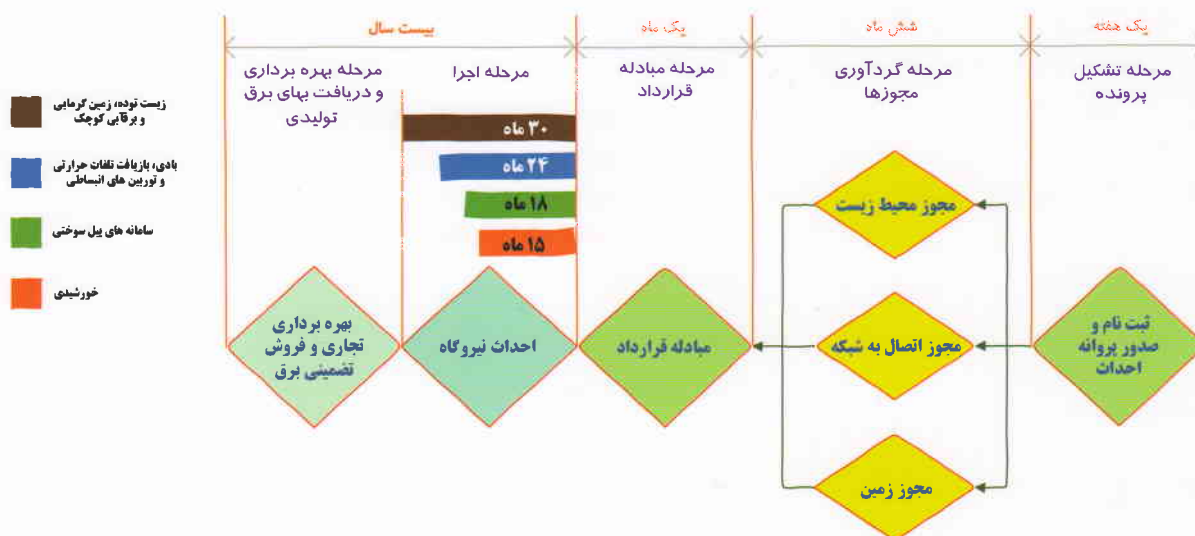 یک هفته
شش ماه
یک ماه
بیست سال
مرحله تشکیل
پرونده
مرحله گردآوری
مجوزها
مرحله مبادله
قرارداد
مرحله اجرا
مرحله بهره برداری
و دریافت بهای برق
تولیدی
۳۰ ماه
۲۴ ماه
۱۸ ماه
۱۵ ماه
زیست توده، زمین گرمایی
و برقابی کوچک
بادی، بازیافت تلفات حرارتی
و توربین های انبساطی
سامانه های پیل سوختی
خورشیدی
ثبت نام و
صدور پروانه
احداث
مجوز محیط زیست
مجوز اتصال به شبکه
مجوز زمین
مبادله قرارداد
احداث نیروگاه
بهره برداری
تجاری و فروش
تضمینی برق